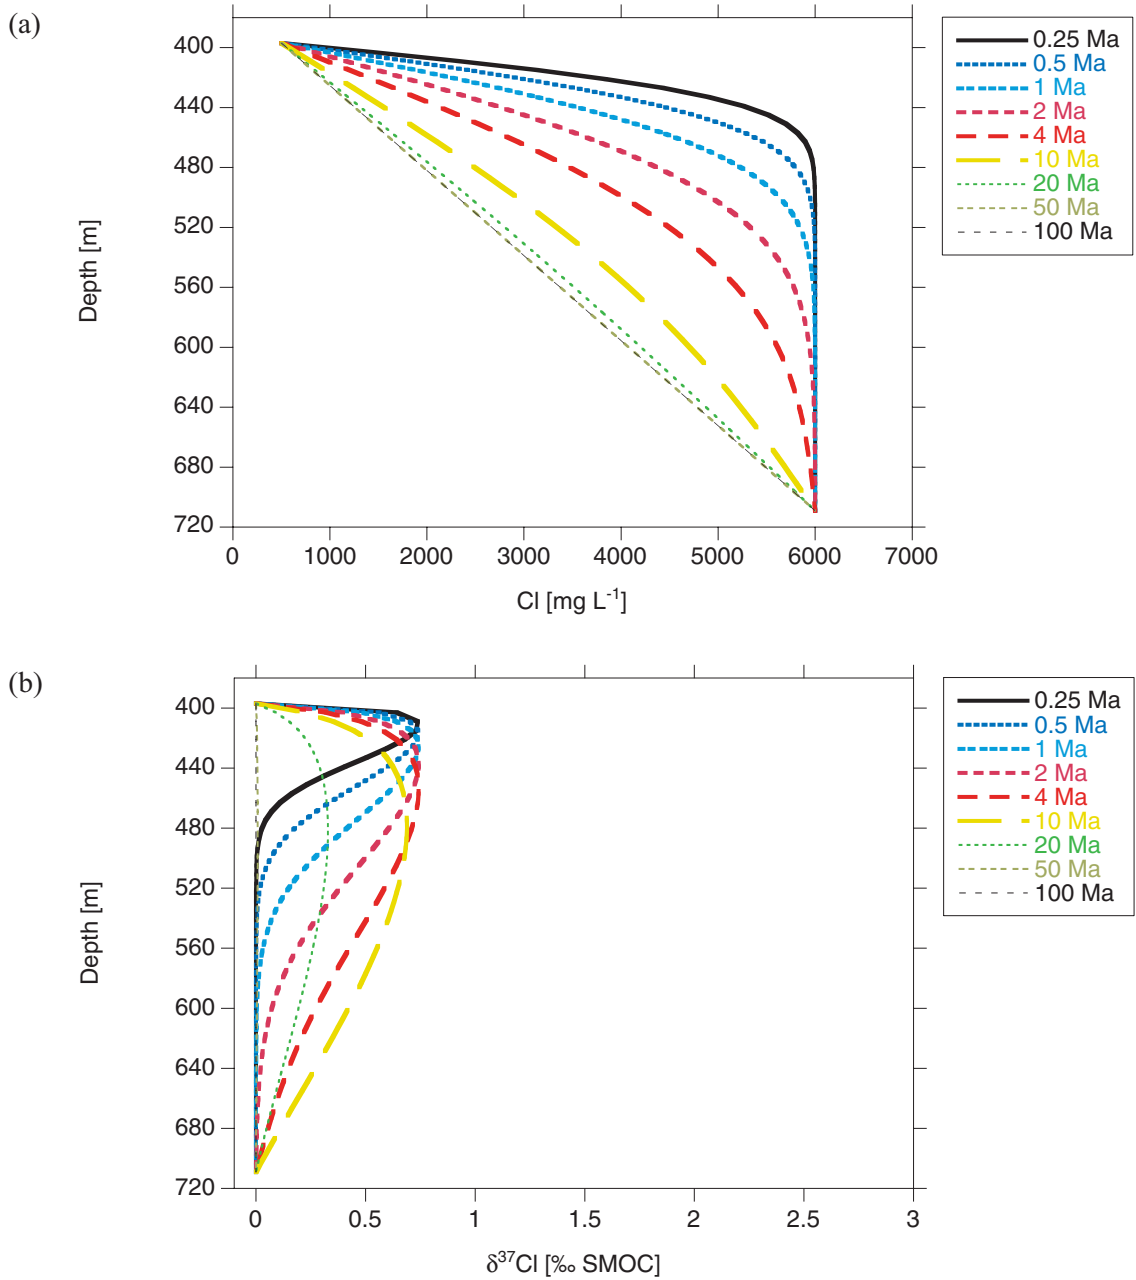 (a)
400
440
480
520
560
600
640
680
720
Depth [m]
0 1000 2000 3000 4000 5000 6000 7000
Cl [mg L⁻¹]
0.25 Ma
0.5 Ma
1 Ma
2 Ma
4 Ma
10 Ma
20 Ma
50 Ma
100 Ma
(b)
400
440
480
520
560
600
640
680
720
Depth [m]
0 0.5 1 1.5 2 2.5 3
δ³⁷Cl [‰ SMOC]
0.25 Ma
0.5 Ma
1 Ma
2 Ma
4 Ma
10 Ma
20 Ma
50 Ma
100 Ma